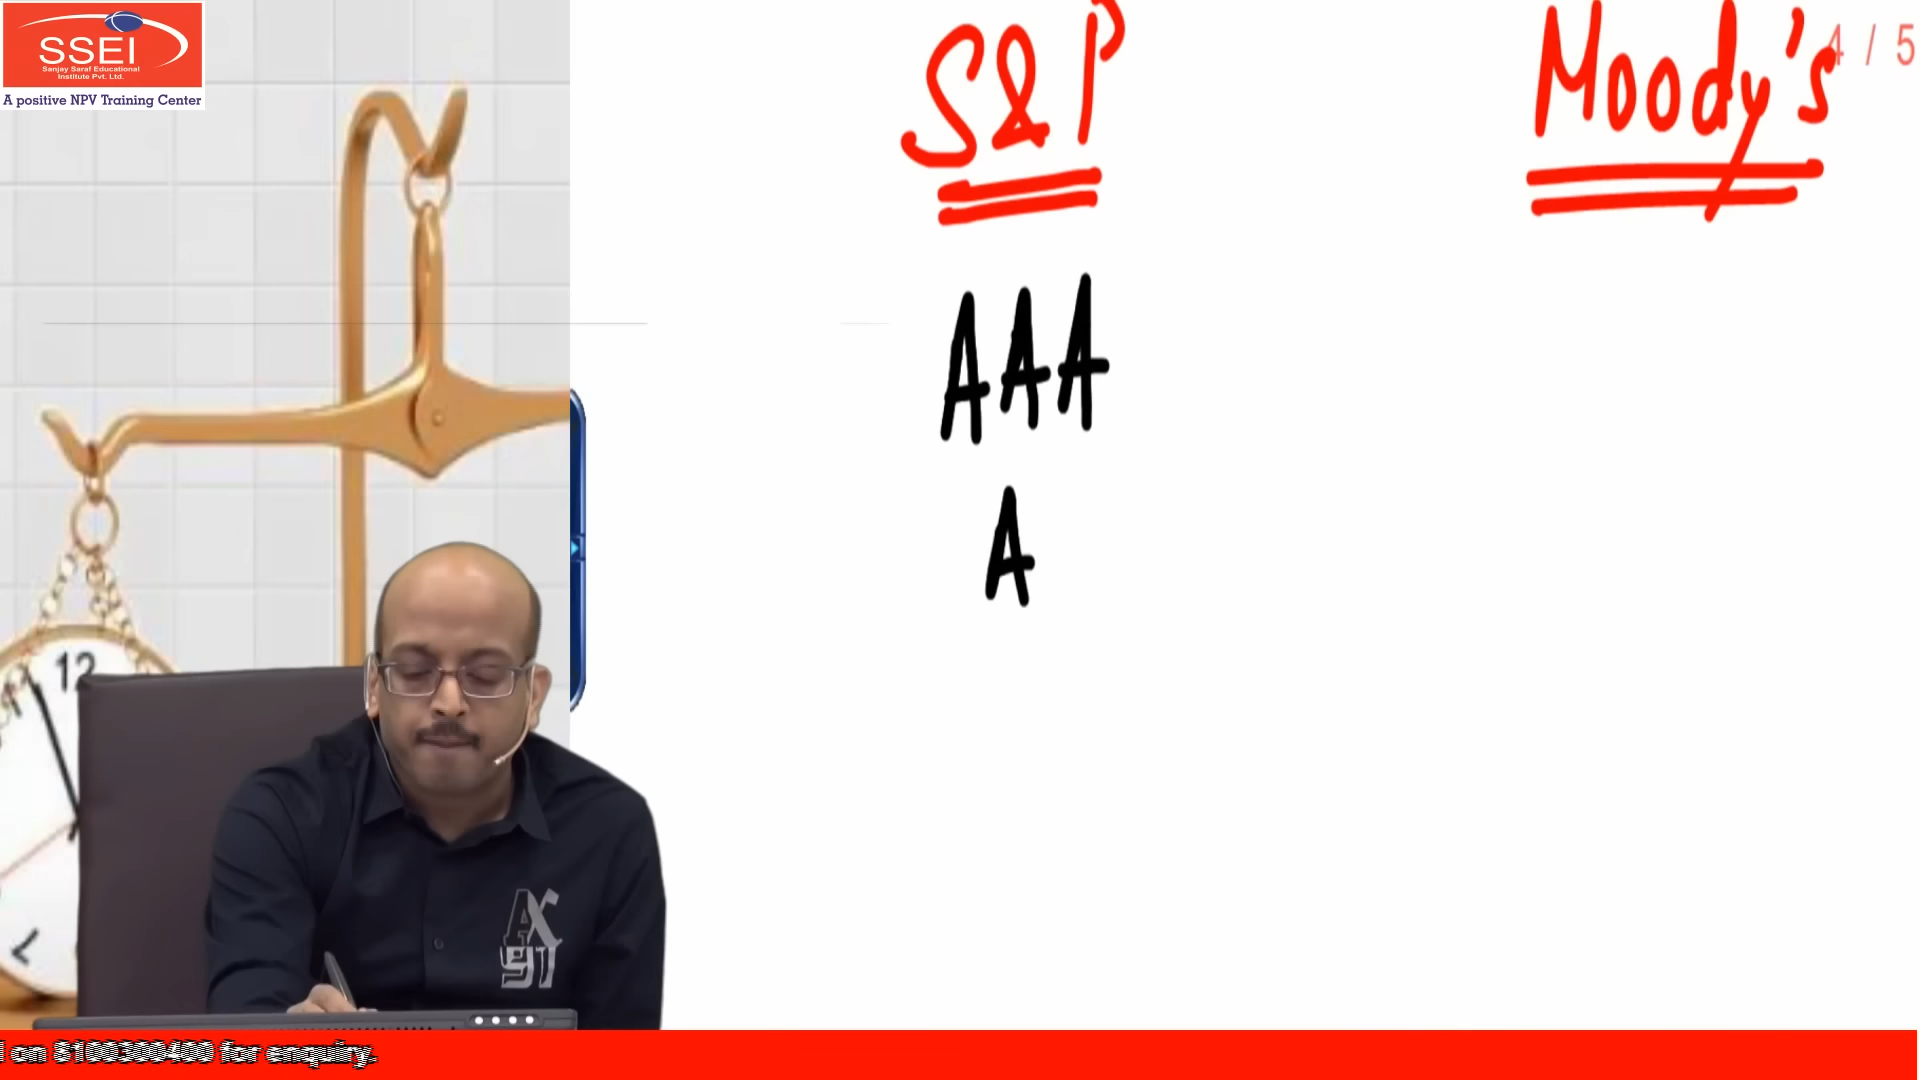 SSEI
Sanjay Saraf Educational
Institute Pvt. Ltd.
A positive NPV Training Center
S&P
Moody's
4 / 5
AAA
A
12
on 8100300400 for enquiry.